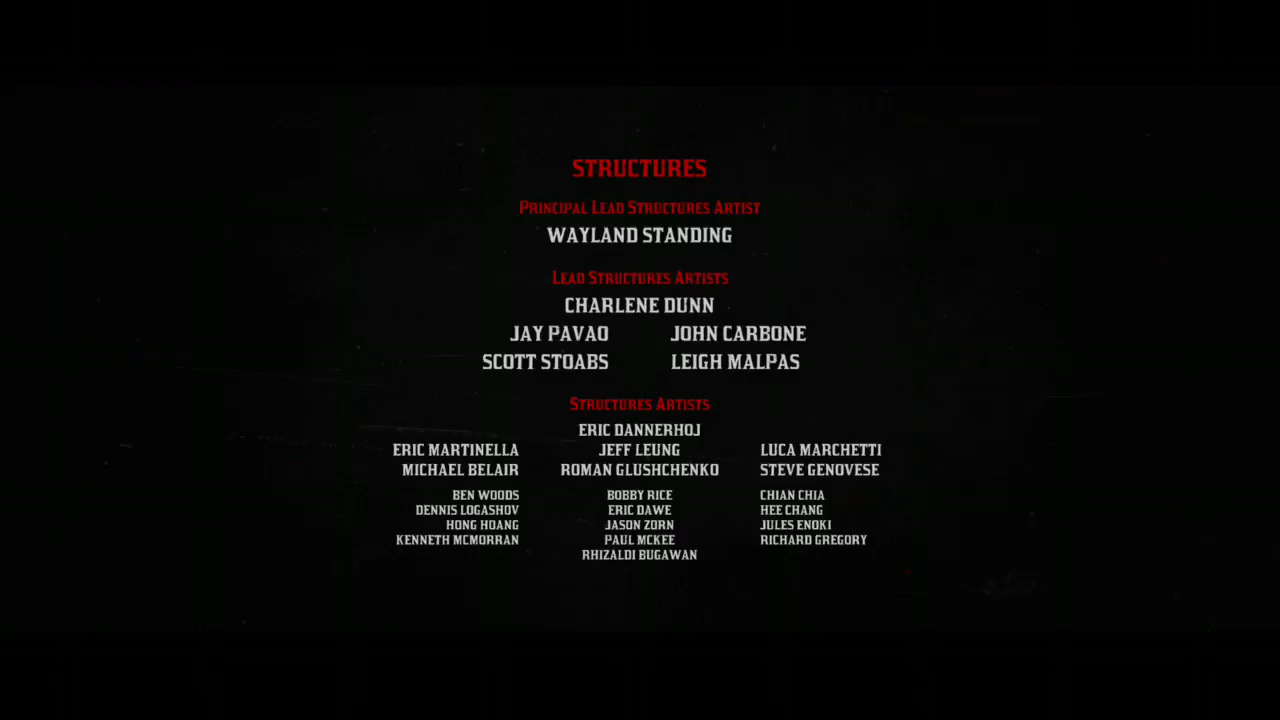 STRUCTURES
PRINCIPAL LEAD STRUCTURES ARTIST
WAYLAND STANDING
LEAD STRUCTURES ARTISTS
CHARLENE DUNN
JAY PAVAO JOHN CARBONE
SCOTT STOABS LEIGH MALPAS
STRUCTURES ARTISTS
ERIC DANNERHOJ
ERIC MARTINELLA JEFF LEUNG LUCA MARCHETTI
MICHAEL BELAIR ROMAN GLUSHCHENKO STEVE GENOVESE
BEN WOODS BOBBY RICE CHIAN CHIA
DENNIS LOGASHOV ERIC DAWE HEE CHANG
HONG HOANG JASON ZORN JULES ENOKI
KENNETH MCMORRAN PAUL MCKEE RICHARD GREGORY
RHIZALDI BUGAWAN